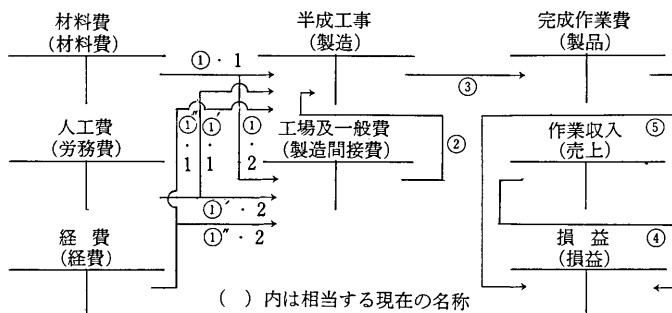 材料費
(材料費)
半成工事
(製造)
完成作業費
(製品)
①・1
③
人工費
(労務費)
①″・1
①′・1
①・2
工場及一般費
(製造間接費)
②
作業収入
(売上)
⑤
①′・2
①″・2
経費
(経費)
④
損益
(損益)
( )内は相当する現在の名称